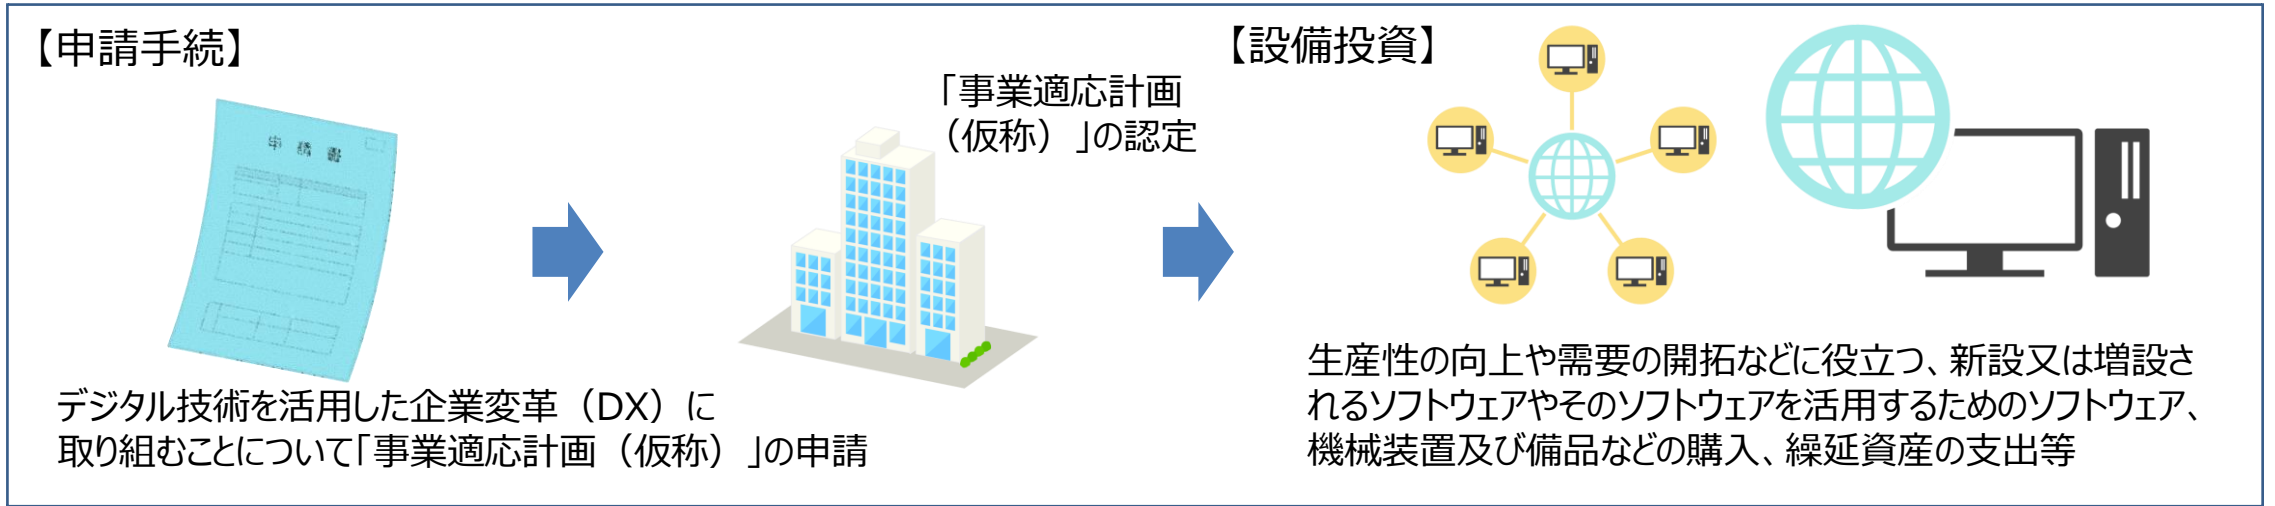 【申請手続】
申請書
デジタル技術を活用した企業変革（DX）に
取り組むことについて「事業適応計画（仮称）」の申請
「事業適応計画
（仮称）」の認定
【設備投資】
生産性の向上や需要の開拓などに役立つ、新設又は増設さ
れるソフトウェアやそのソフトウェアを活用するためのソフトウェア、
機械装置及び備品などの購入、繰延資産の支出等